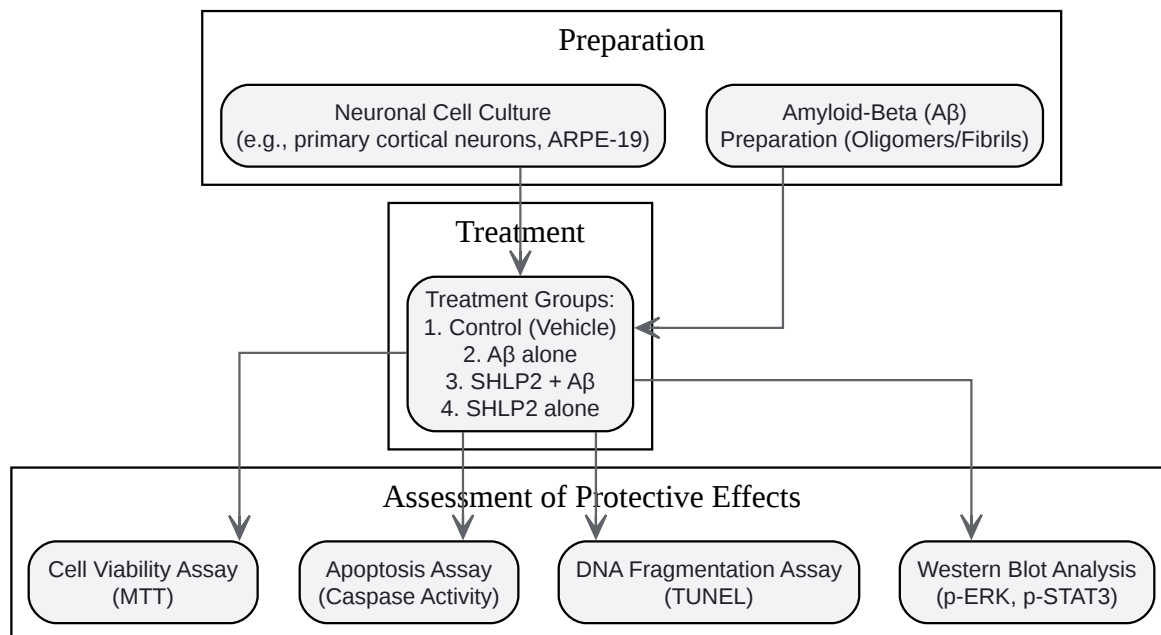 Preparation
Neuronal Cell Culture
(e.g., primary cortical neurons, ARPE-19)
Amyloid-Beta (Aβ)
Preparation (Oligomers/Fibrils)
Treatment
Treatment Groups:
1. Control (Vehicle)
2. Aβ alone
3. SHLP2 + Aβ
4. SHLP2 alone
Assessment of Protective Effects
Cell Viability Assay
(MTT)
Apoptosis Assay
(Caspase Activity)
DNA Fragmentation Assay
(TUNEL)
Western Blot Analysis
(p-ERK, p-STAT3)